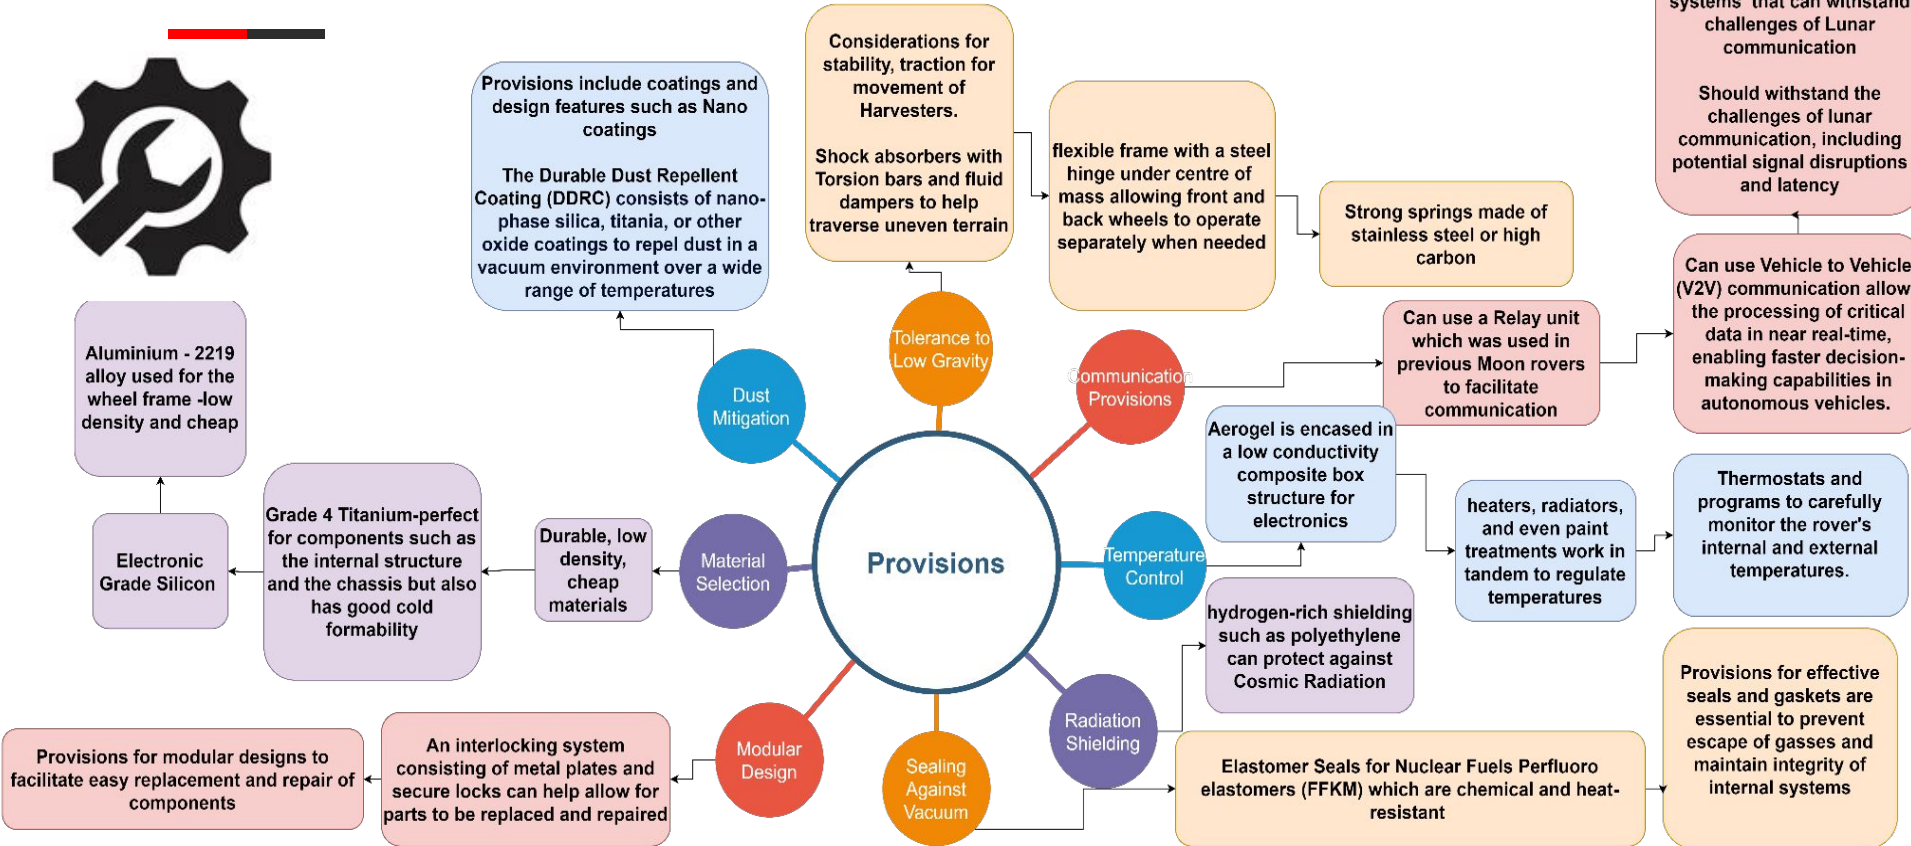 Provisions include coatings and
design features such as Nano
coatings
The Durable Dust Repellent
Coating (DDRC) consists of nano-
phase silica, titania, or other
oxide coatings to repel dust in a
vacuum environment over a wide
range of temperatures
Considerations for
stability, traction for
movement of
Harvesters.
Shock absorbers with
Torsion bars and fluid
dampers to help
traverse uneven terrain
flexible frame with a steel
hinge under centre of
mass allowing front and
back wheels to operate
separately when needed
Strong springs made of
stainless steel or high
carbon
systems that can withstand
challenges of Lunar
communication
Should withstand the
challenges of lunar
communication, including
potential signal disruptions
and latency
Can use Vehicle to Vehicle
(V2V) communication allow
the processing of critical
data in near real-time,
enabling faster decision-
making capabilities in
autonomous vehicles.
Can use a Relay unit
which was used in
previous Moon rovers
to facilitate
communication
Tolerance to
Low Gravity
Communication
Provisions
Dust
Mitigation
Aluminium - 2219
alloy used for the
wheel frame -low
density and cheap
Electronic
Grade Silicon
Grade 4 Titanium-perfect
for components such as
the internal structure
and the chassis but also
has good cold
formability
Durable, low
density,
cheap
materials
Material
Selection
Provisions
Temperature
Control
Aerogel is encased in
a low conductivity
composite box
structure for
electronics
heaters, radiators,
and even paint
treatments work in
tandem to regulate
temperatures
Thermostats and
programs to carefully
monitor the rover's
internal and external
temperatures.
hydrogen-rich shielding
such as polyethylene
can protect against
Cosmic Radiation
Radiation
Shielding
Provisions for modular designs to
facilitate easy replacement and repair of
components
An interlocking system
consisting of metal plates and
secure locks can help allow for
parts to be replaced and repaired
Modular
Design
Sealing
Against
Vacuum
Elastomer Seals for Nuclear Fuels Perfluoro
elastomers (FFKM) which are chemical and heat-
resistant
Provisions for effective
seals and gaskets are
essential to prevent
escape of gasses and
maintain integrity of
internal systems